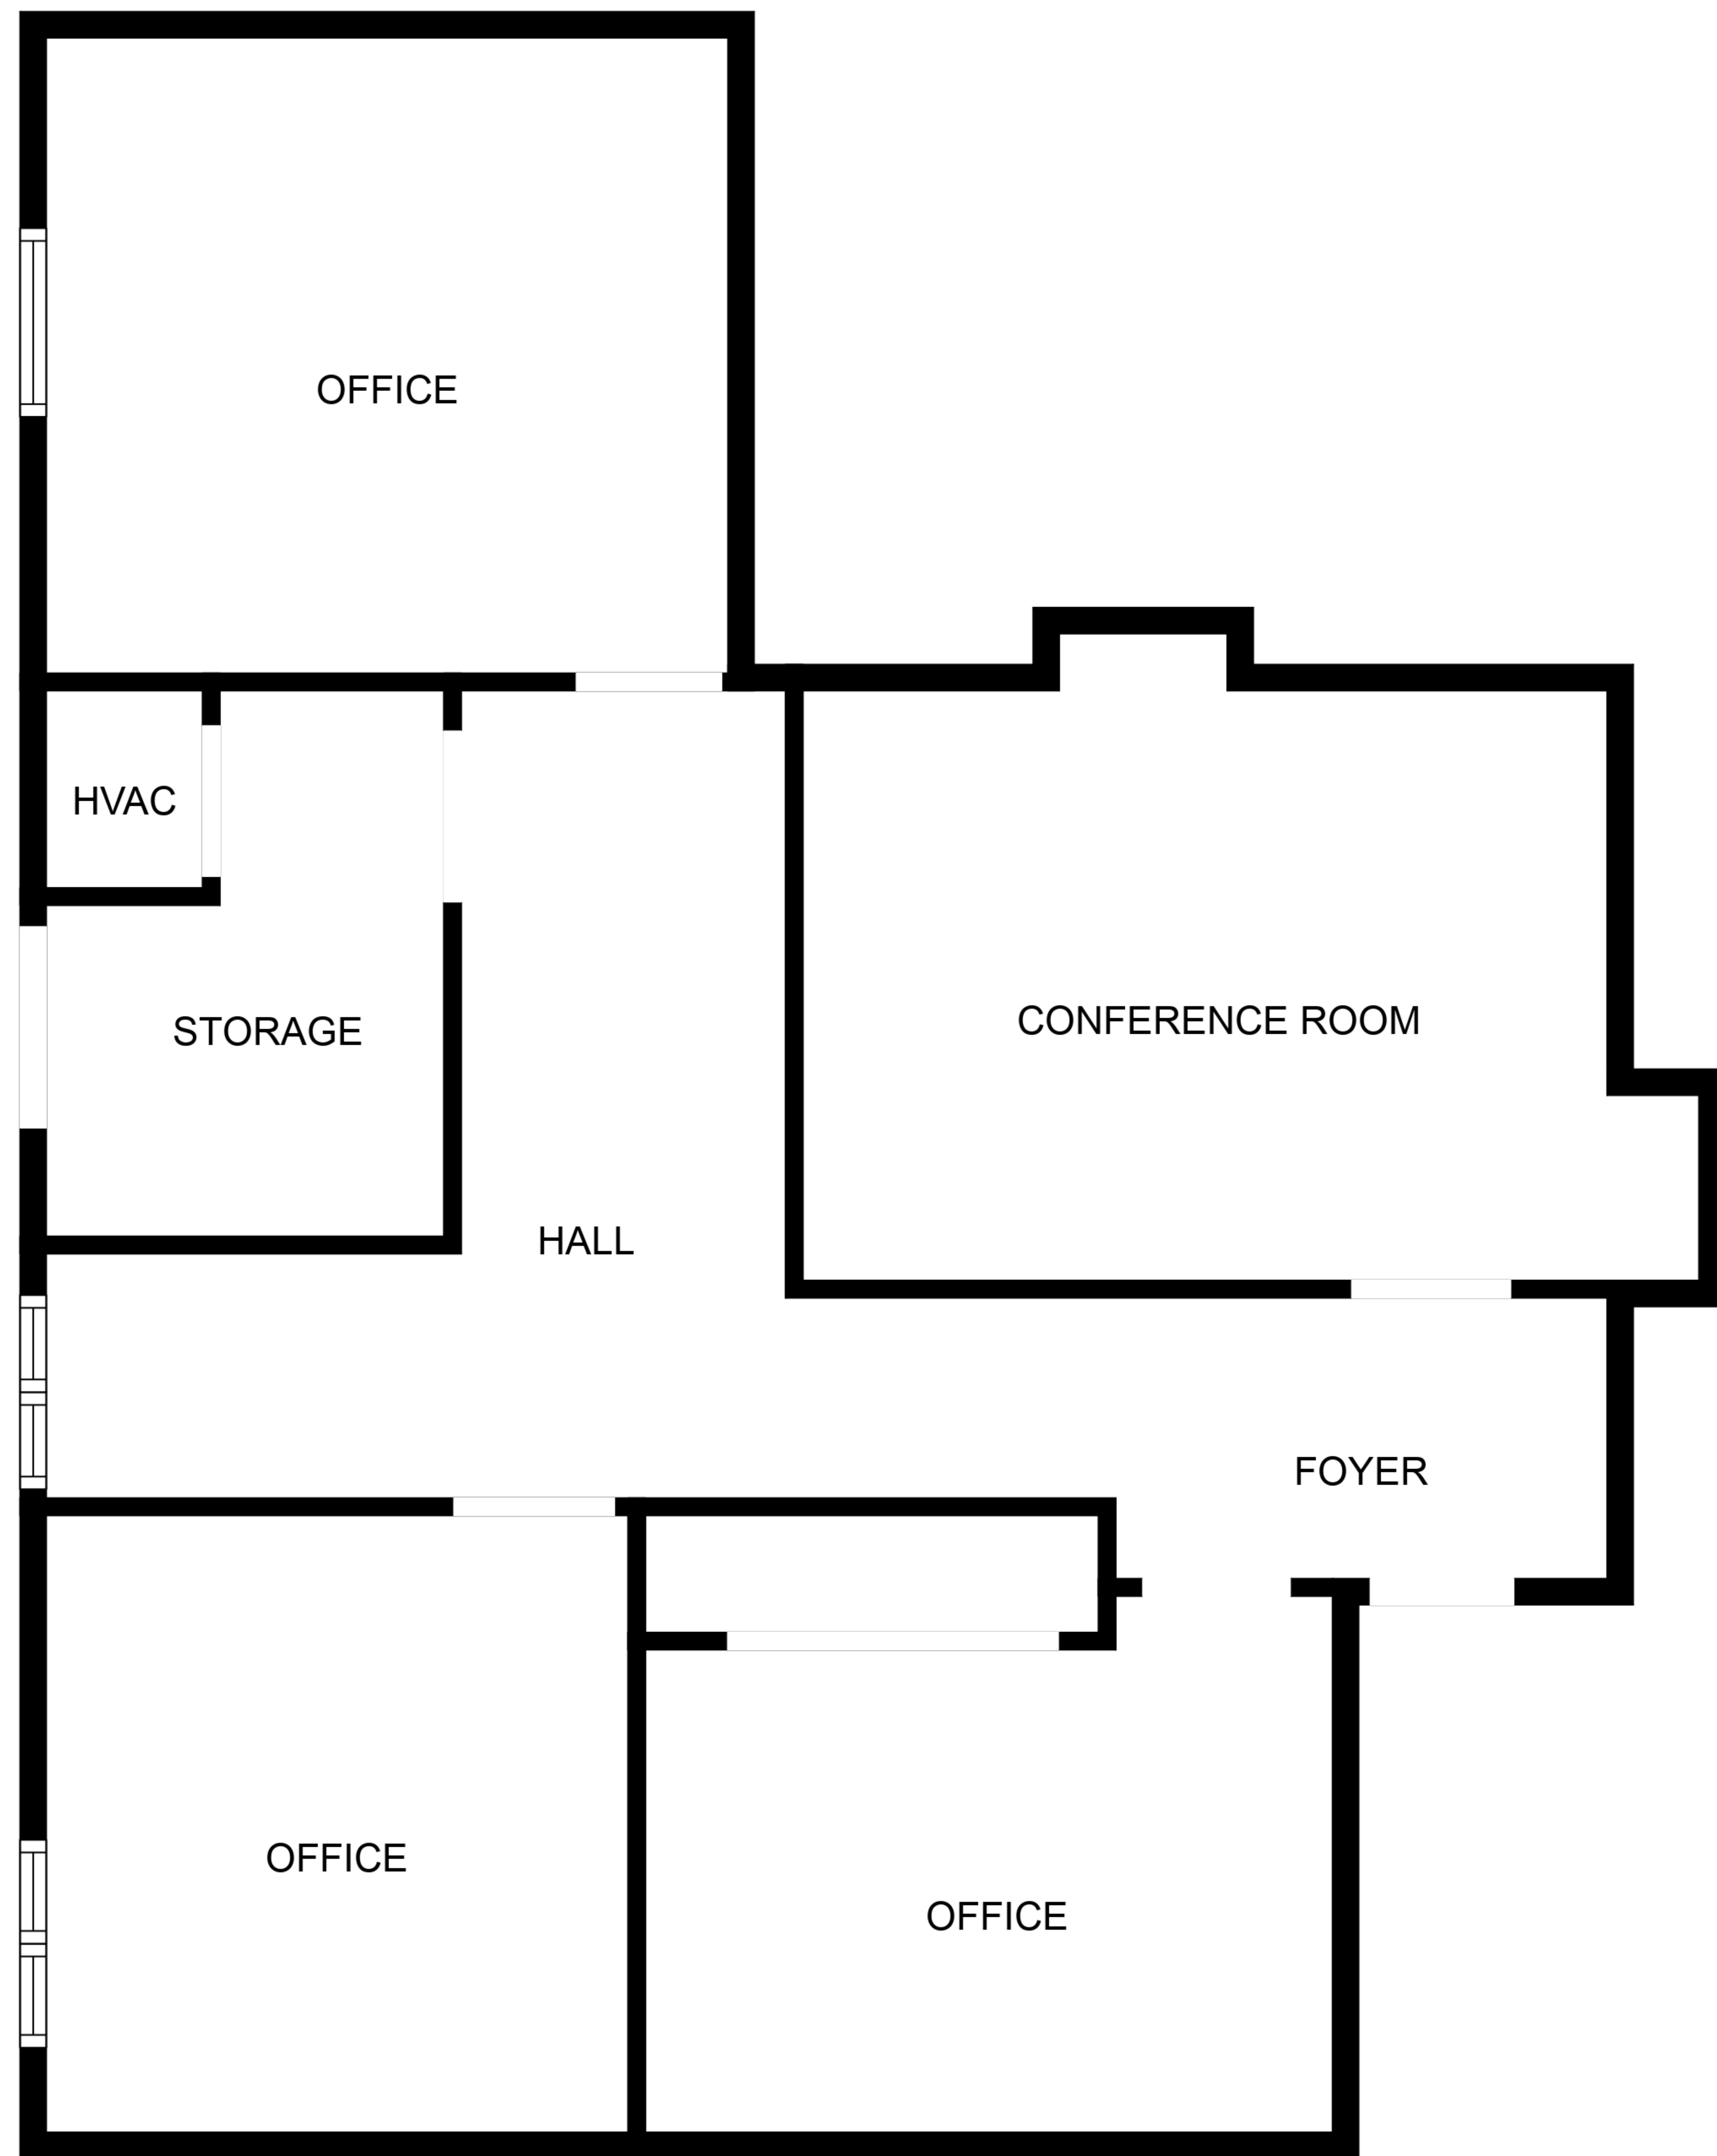 OFFICE
HVAC
STORAGE
CONFERENCE ROOM
HALL
FOYER
OFFICE
OFFICE